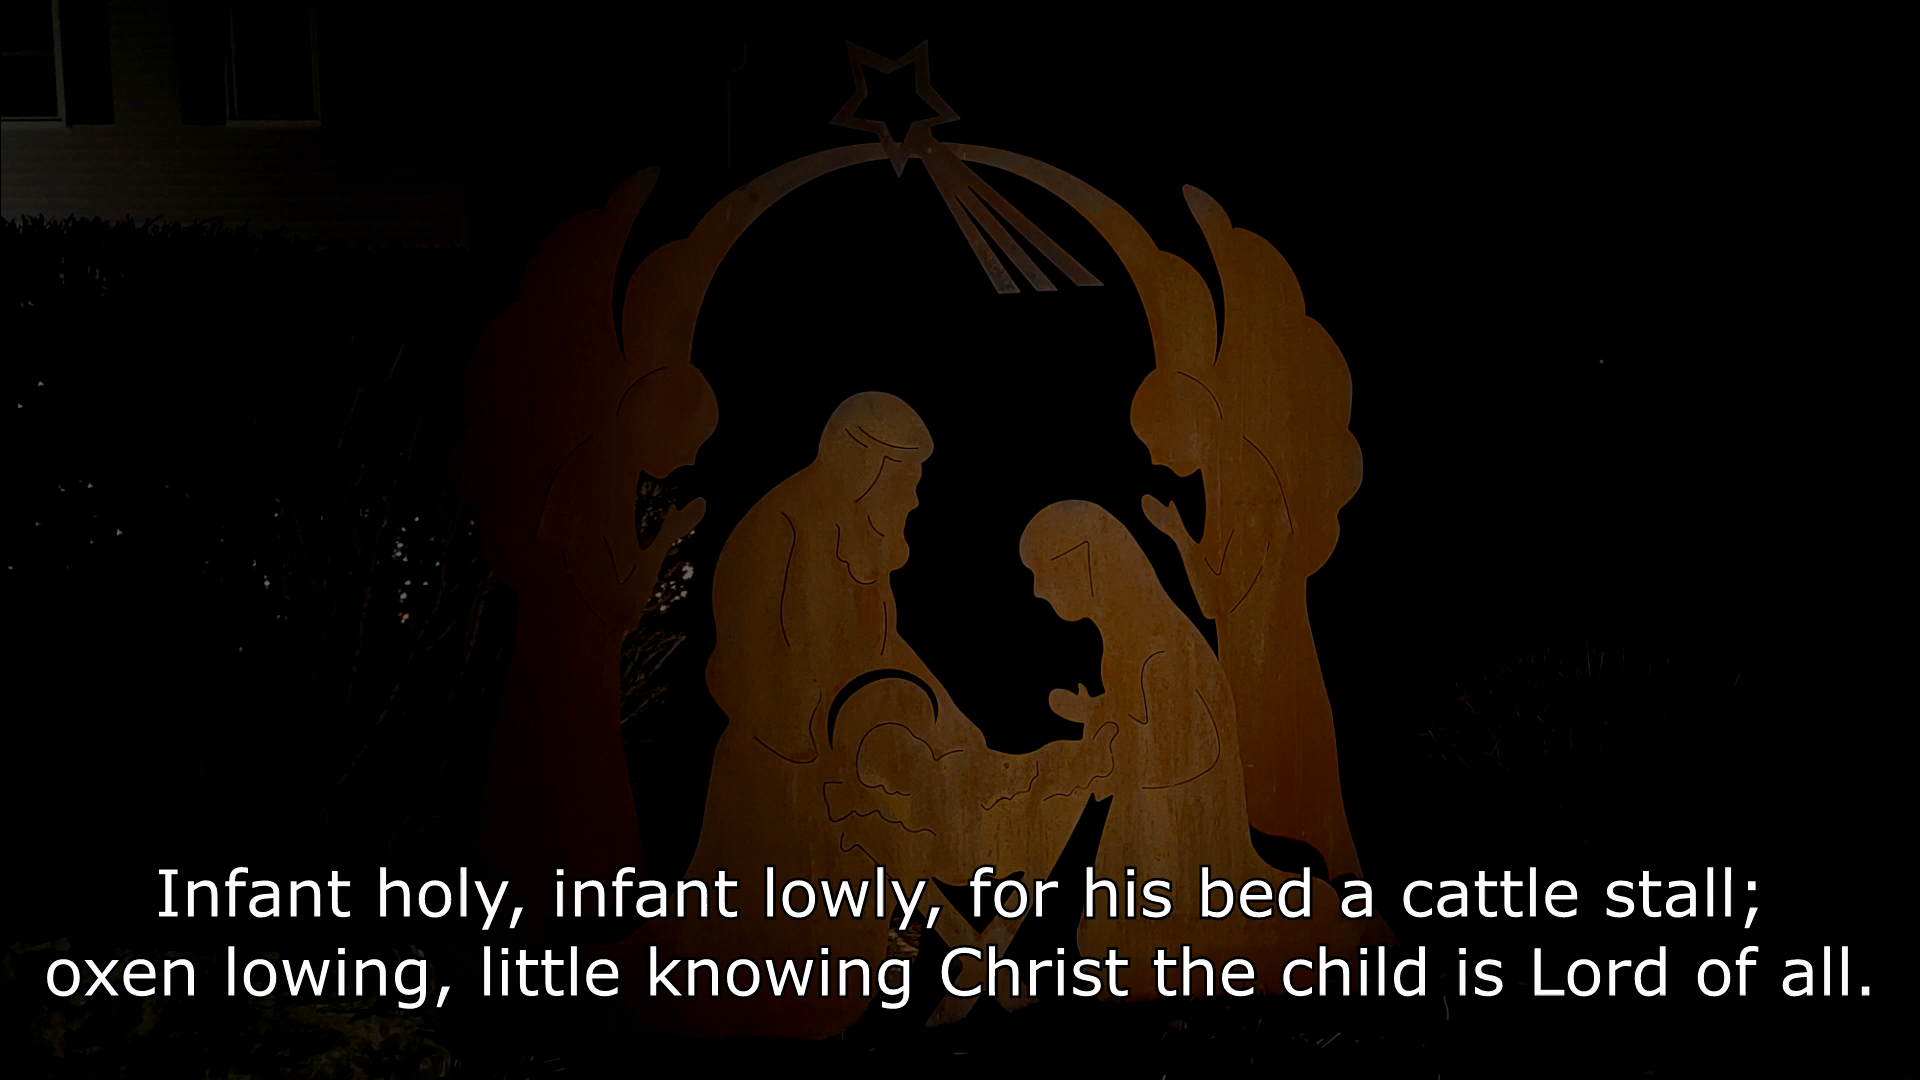 Infant holy, infant lowly, for his bed a cattle stall;
oxen lowing, little knowing Christ the child is Lord of all.